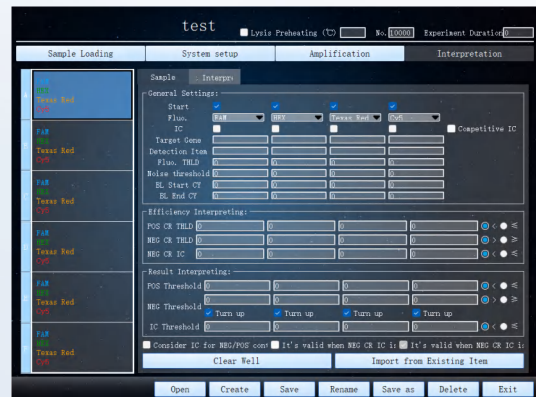 test
Lysis Preheating (℃) No. 10000 Experiment Duration 0
Sample Loading System setup Amplification Interpretation
Sample Interpr
General Settings:
Start
Fluo. FAM HEX Texas Red Cy5
IC Competitive IC
Target Gene
Detection Item
Fluo. THLD 0 0 0 0
Noise threshold 0 0 0 0
BL Start CY 0 0 0 0
BL End CY 0 0 0 0
Efficiency Interpreting:
POS CR THLD 0 0 0 0 < ≤
NEG CR THLD 0 0 0 0 > ≥
NEG CR IC 0 0 0 0 < ≤
Result Interpreting:
POS Threshold 0 0 0 0 < ≤
NEG Threshold 0 0 0 0 > ≥
Turn up Turn up Turn up Turn up
IC Threshold 0 0 0 0 < ≤
Consider IC for NEG/POS cont It's valid when NEG CR IC i: It's valid when NEG CR IC i:
Clear Well Import from Existing Item
FAM
HEX
Texas Red
Cy5
FAM
HEX
Texas Red
Cy5
FAM
HEX
Texas Red
Cy5
FAM
HEX
Texas Red
Cy5
FAM
HEX
Texas Red
Cy5
FAM
HEX
Texas Red
Cy5
Open Create Save Rename Save as Delete Exit